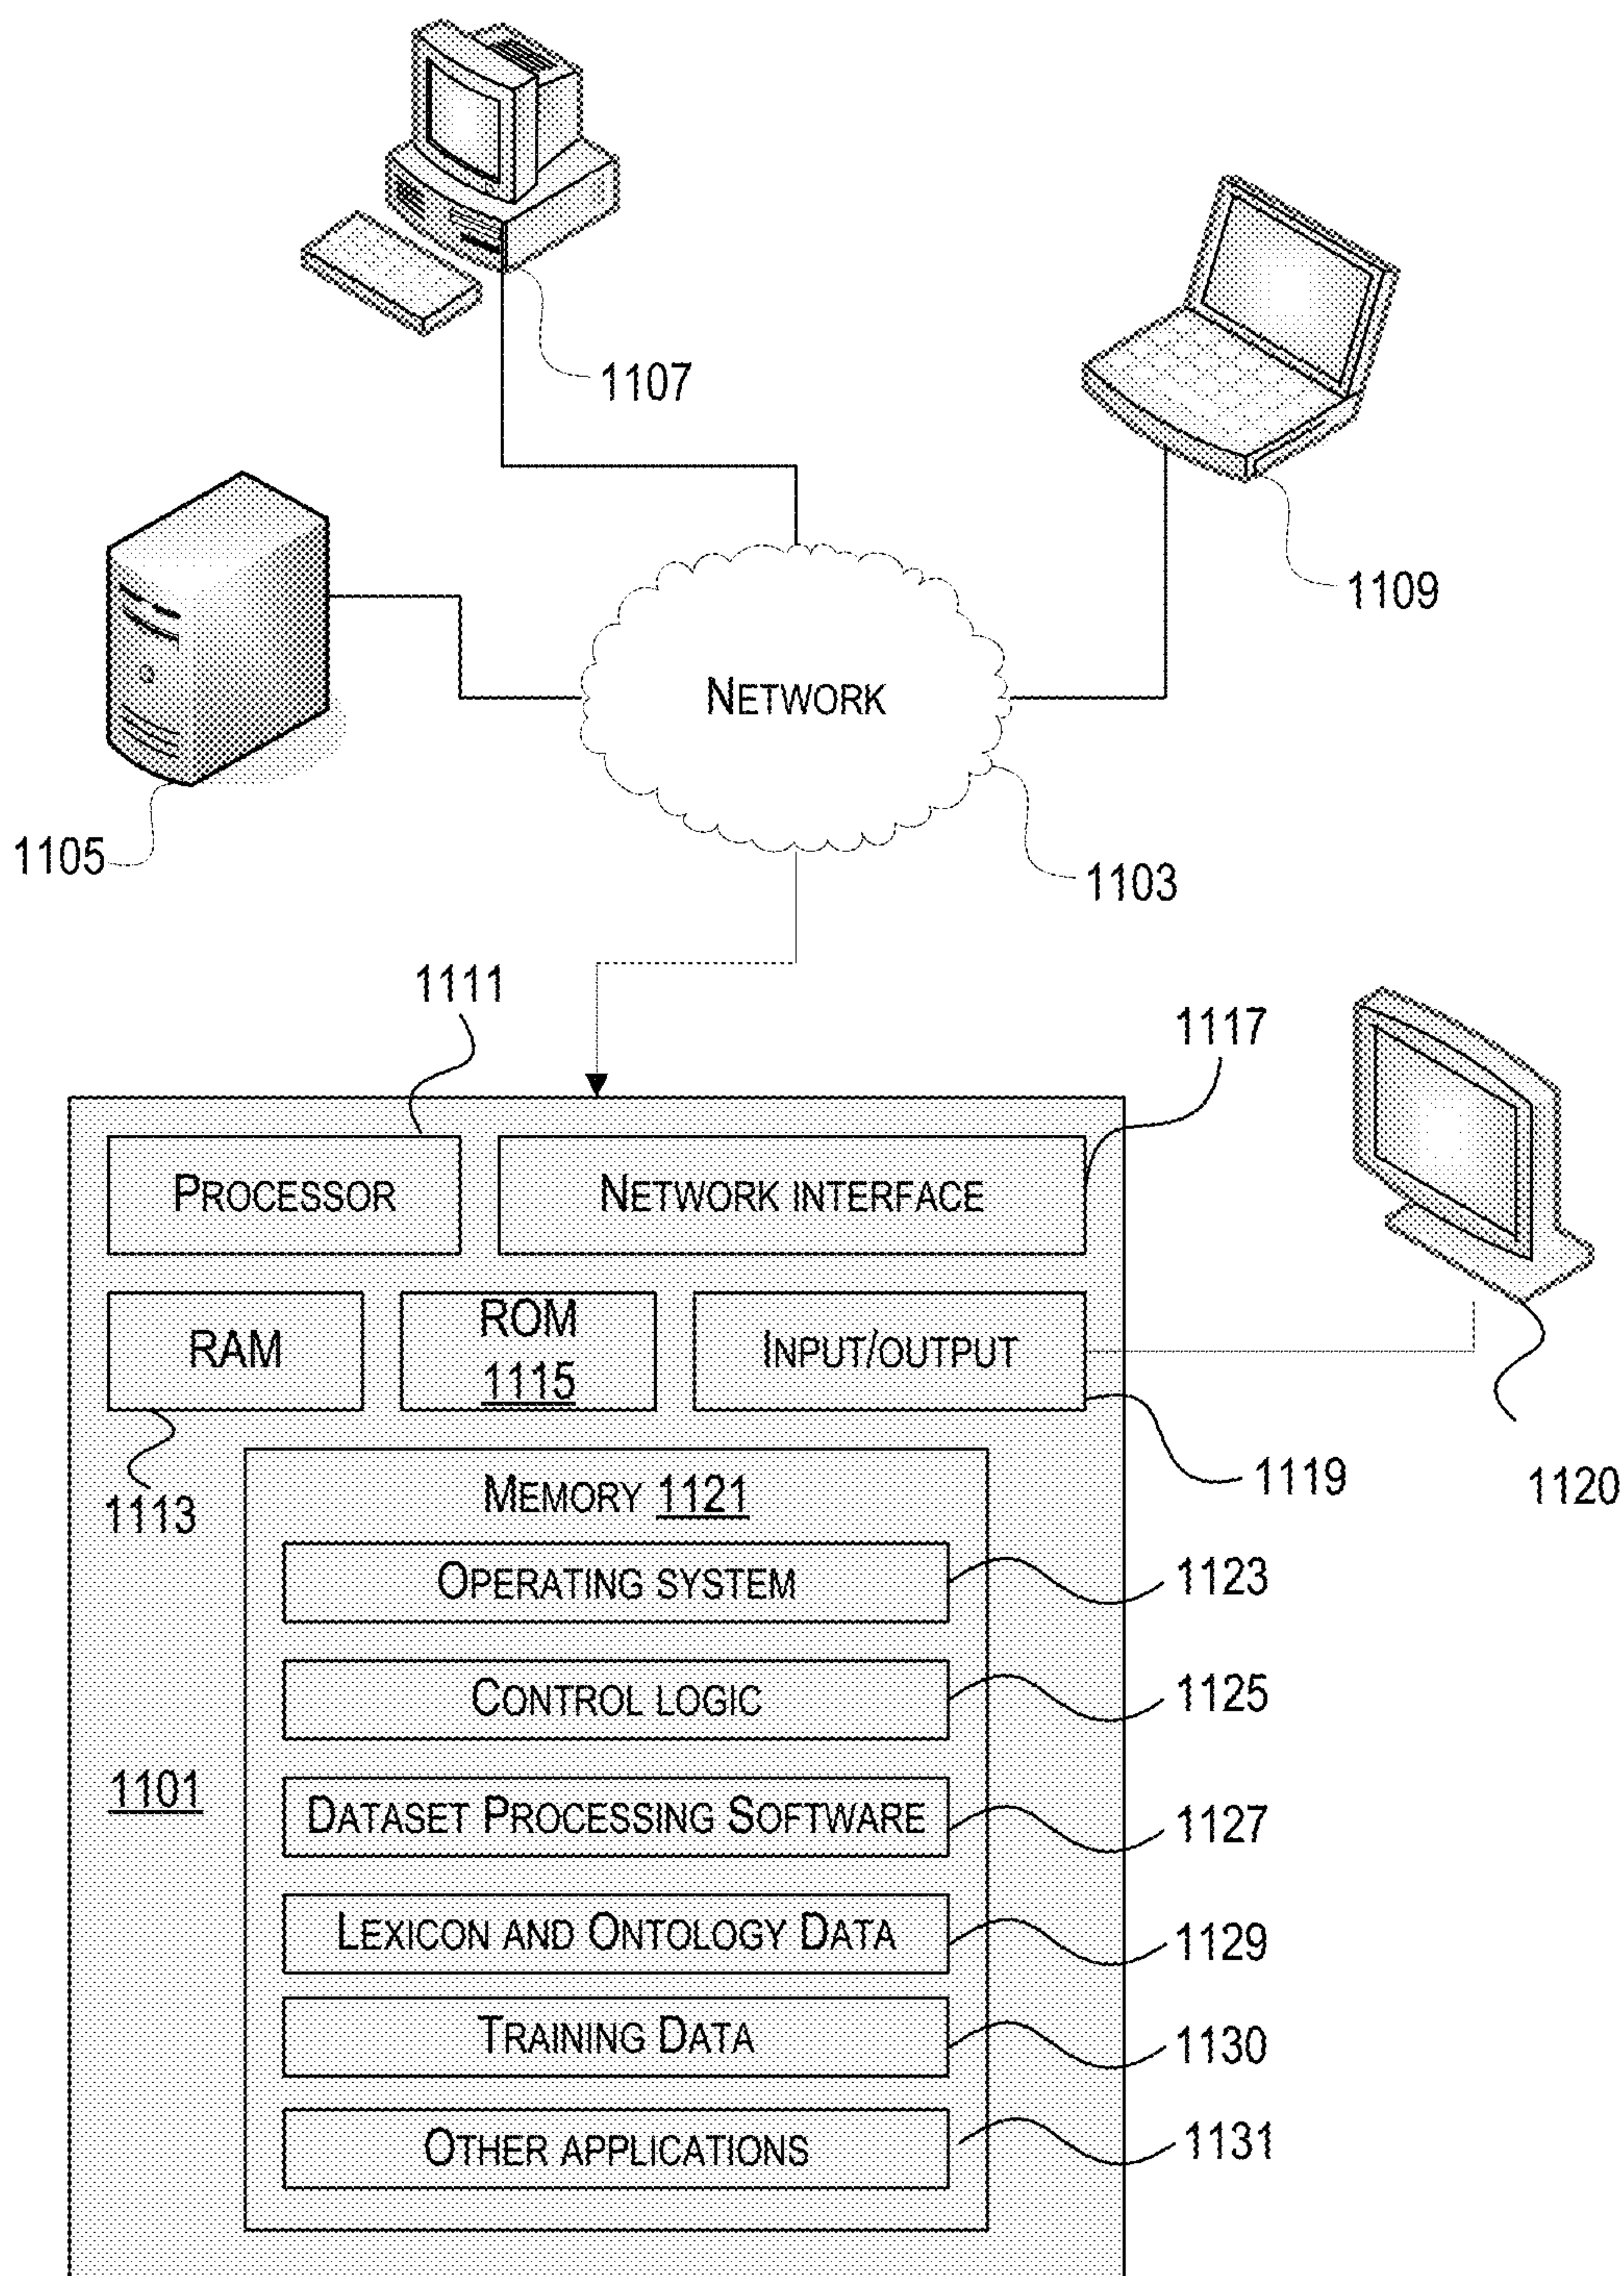 1107
1109
NETWORK
1105
1103
1111
1117
PROCESSOR
NETWORK INTERFACE
RAM
ROM
1115
INPUT/OUTPUT
1113
1119
1120
MEMORY 1121
OPERATING SYSTEM
1123
CONTROL LOGIC
1125
1101
DATASET PROCESSING SOFTWARE
1127
LEXICON AND ONTOLOGY DATA
1129
TRAINING DATA
1130
OTHER APPLICATIONS
1131